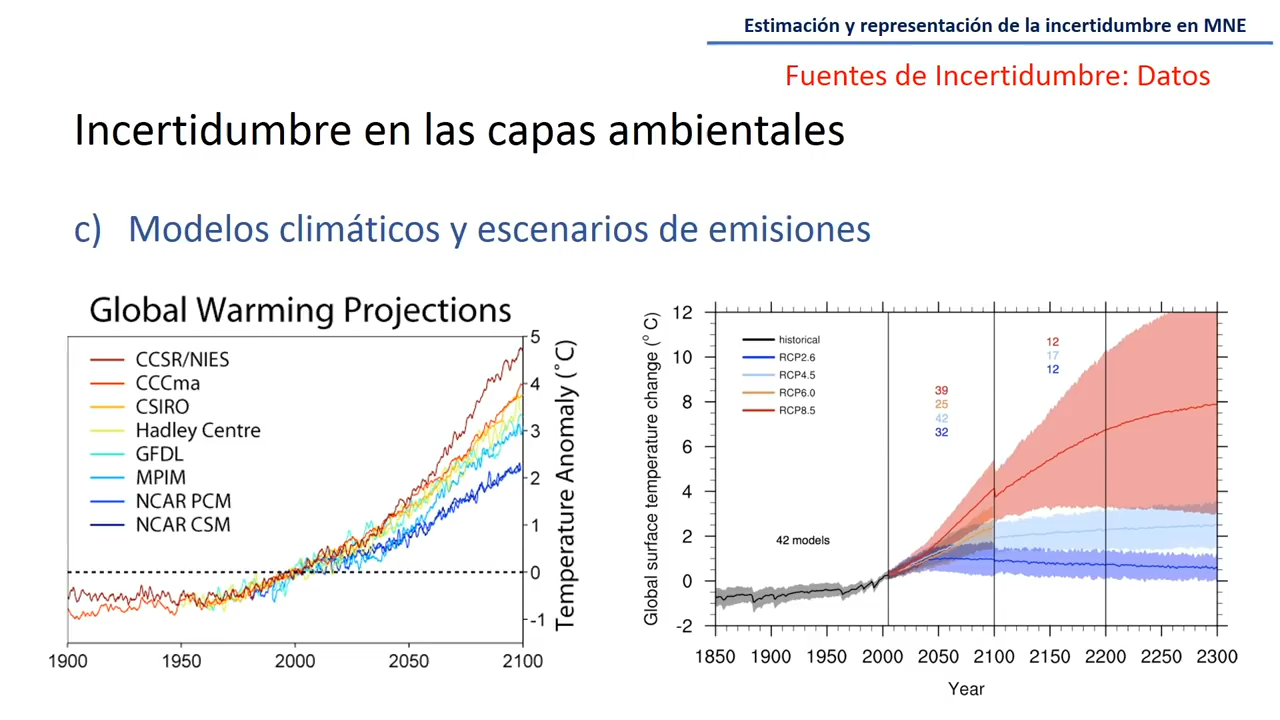 Estimación y representación de la incertidumbre en MNE
Fuentes de Incertidumbre: Datos
Incertidumbre en las capas ambientales
c) Modelos climáticos y escenarios de emisiones
Global Warming Projections
CCSR/NIES
CCCma
CSIRO
Hadley Centre
GFDL
MPIM
NCAR PCM
NCAR CSM
5
4
3
2
1
0
-1
Temperature Anomaly (°C)
1900 1950 2000 2050 2100
Global surface temperature change (° C)
12
10
8
6
4
2
0
-2
historical
RCP2.6
RCP4.5
RCP6.0
RCP8.5
39
25
42
32
12
17
12
42 models
1850 1900 1950 2000 2050 2100 2150 2200 2250 2300
Year